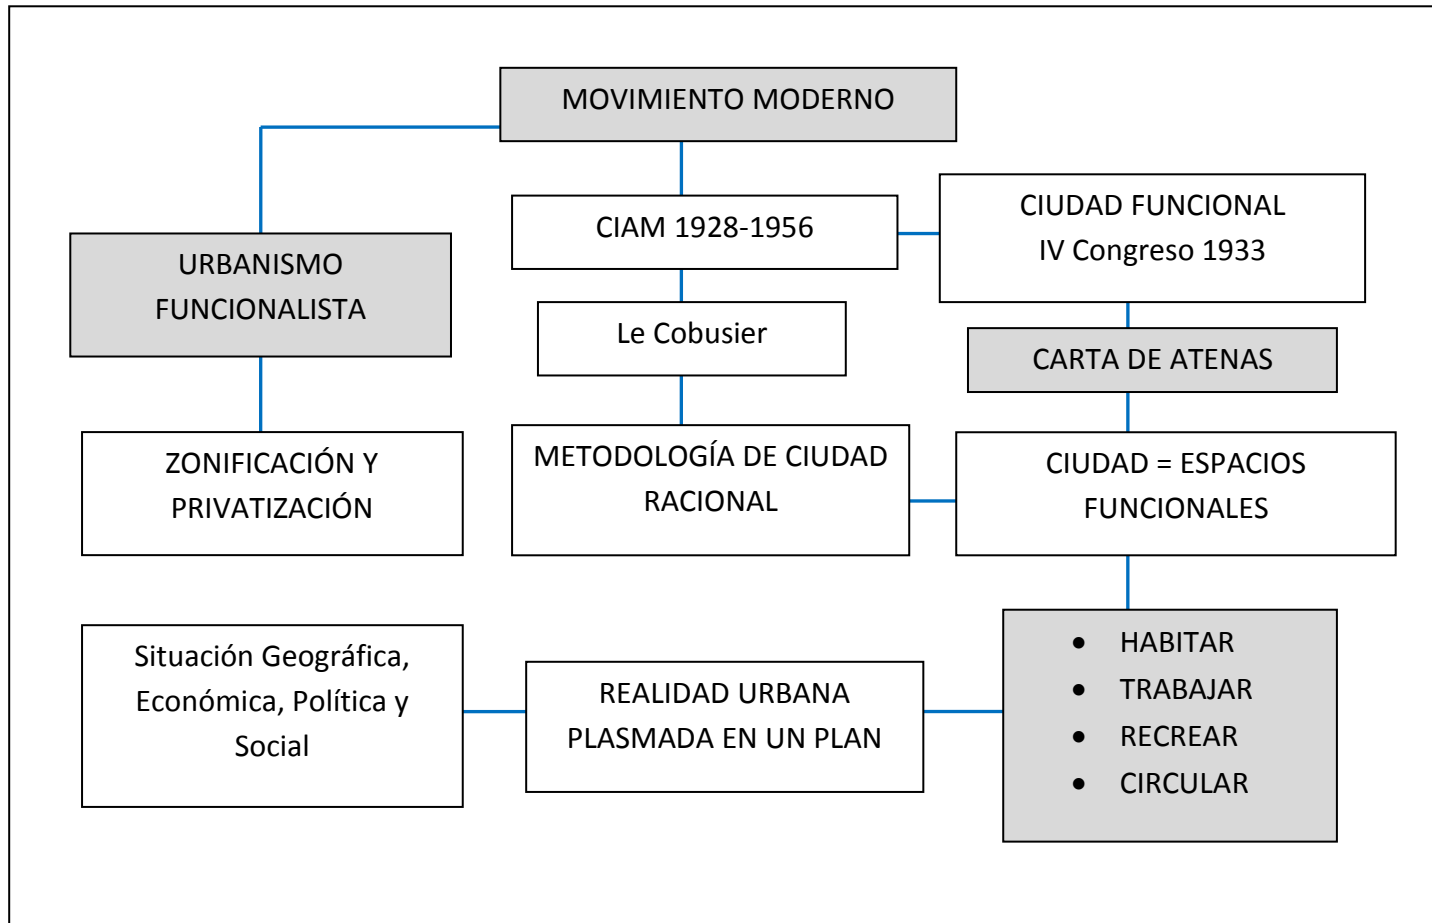 MOVIMIENTO MODERNO
CIAM 1928-1956
CIUDAD FUNCIONAL
IV Congreso 1933
URBANISMO
FUNCIONALISTA
Le Cobusier
CARTA DE ATENAS
ZONIFICACIÓN Y
PRIVATIZACIÓN
METODOLOGÍA DE CIUDAD
RACIONAL
CIUDAD = ESPACIOS
FUNCIONALES
Situación Geográfica,
Económica, Política y
Social
REALIDAD URBANA
PLASMADA EN UN PLAN
• HABITAR
• TRABAJAR
• RECREAR
• CIRCULAR